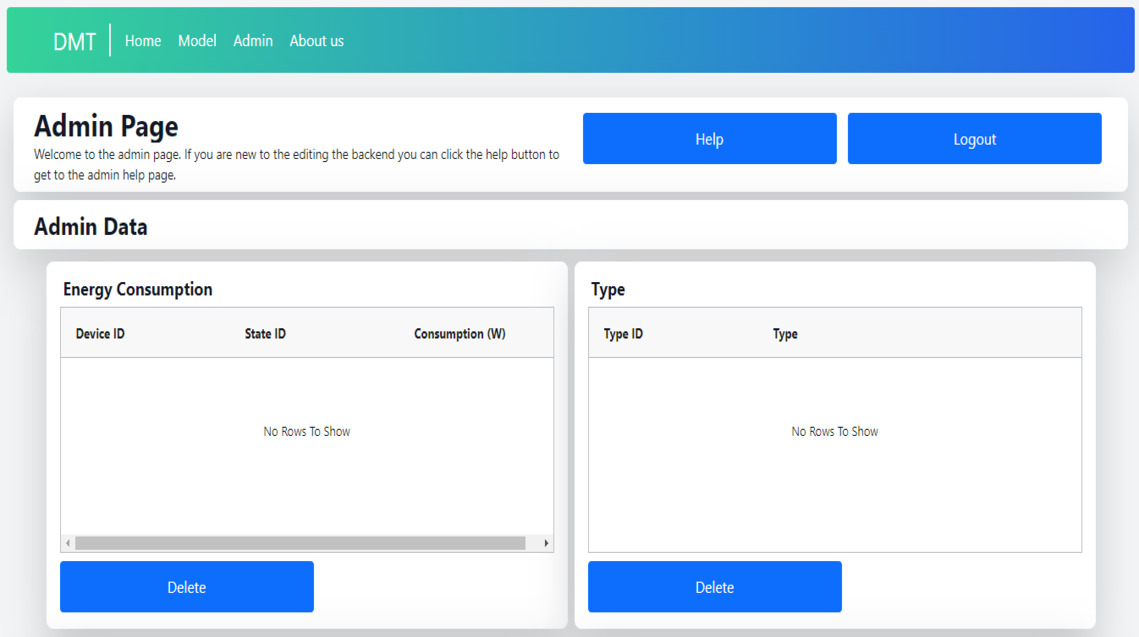 DMT
Home Model Admin About us
Admin Page
Welcome to the admin page. If you are new to the editing the backend you can click the help button to
get to the admin help page.
Help
Logout
Admin Data
Energy Consumption
Device ID State ID Consumption (W)
No Rows To Show
Delete
Type
Type ID Type
No Rows To Show
Delete